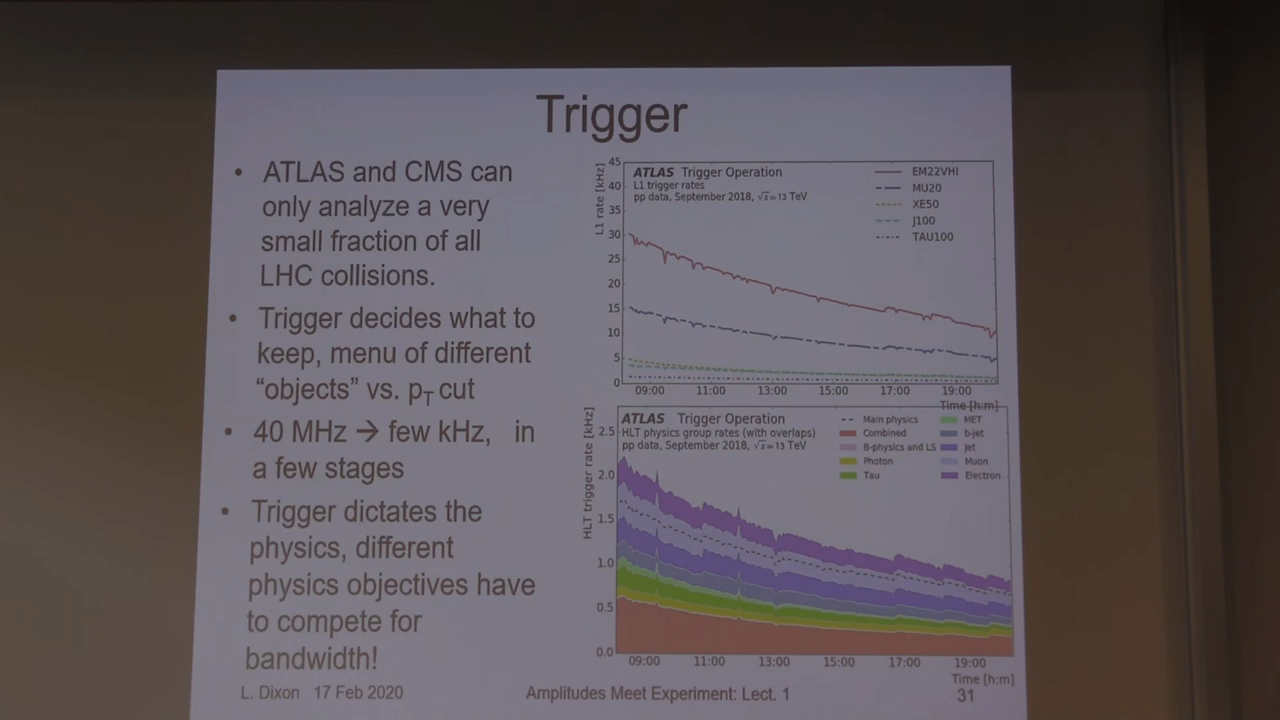 Trigger
• ATLAS and CMS can
only analyze a very
small fraction of all
LHC collisions.
• Trigger decides what to
keep, menu of different
“objects” vs. pT cut
• 40 MHz → few kHz, in
a few stages
• Trigger dictates the
physics, different
physics objectives have
to compete for
bandwidth!
L1 rate [kHz]
45
40
35
30
25
20
15
10
5
0
ATLAS Trigger Operation
L1 trigger rates
pp data, September 2018, √s=13 TeV
EM22VHI
MU20
XE50
J100
TAU100
09:00 11:00 13:00 15:00 17:00 19:00
Time [h:m]
HLT trigger rate [kHz]
2.5
2.0
1.5
1.0
0.5
0.0
ATLAS Trigger Operation
HLT physics group rates (with overlaps)
pp data, September 2018, √s=13 TeV
Main physics
Combined
B-physics and LS
Photon
Tau
MET
b-jet
Jet
Muon
Electron
09:00 11:00 13:00 15:00 17:00 19:00
Time [h:m]
L. Dixon 17 Feb 2020
Amplitudes Meet Experiment: Lect. 1
31